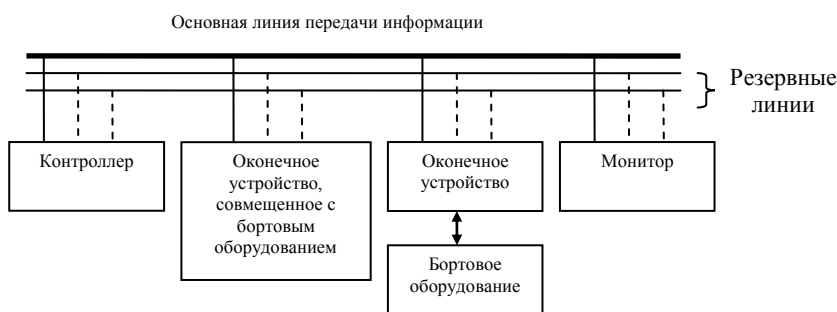 Основная линия передачи информации
Резервные
линии
Контроллер
Оконечное
устройство,
совмещенное с
бортовым
оборудованием
Оконечное
устройство
Монитор
Бортовое
оборудование